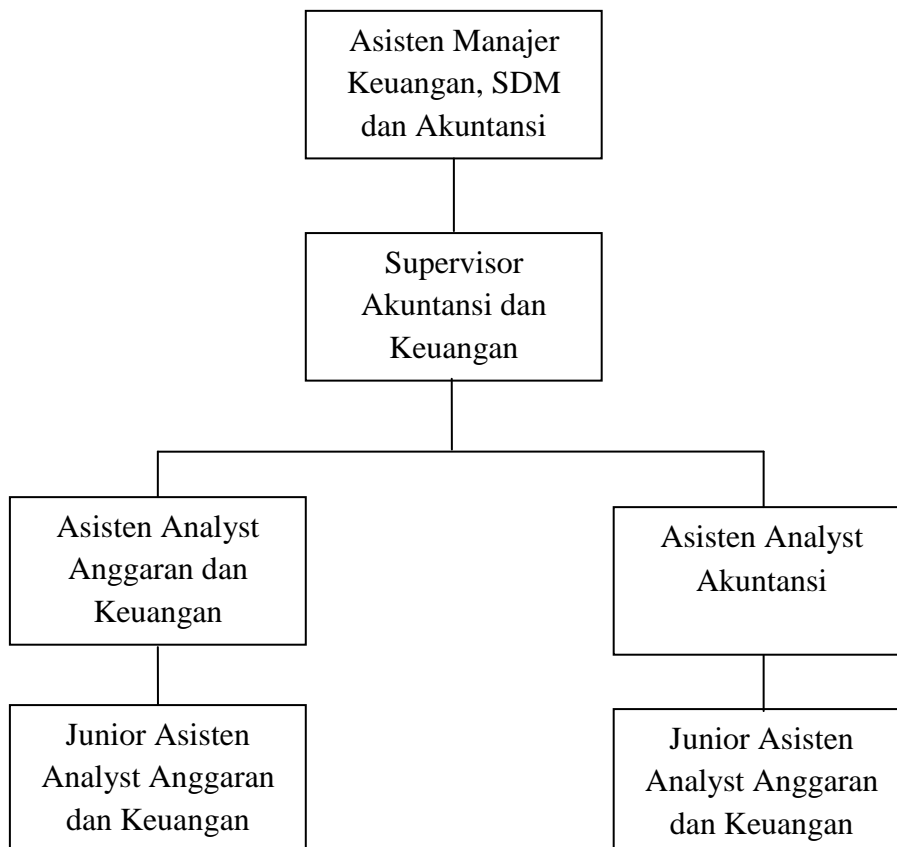 Asisten Manajer
Keuangan, SDM
dan Akuntansi
Supervisor
Akuntansi dan
Keuangan
Asisten Analyst
Anggaran dan
Keuangan
Asisten Analyst
Akuntansi
Junior Asisten
Analyst Anggaran
dan Keuangan
Junior Asisten
Analyst Anggaran
dan Keuangan